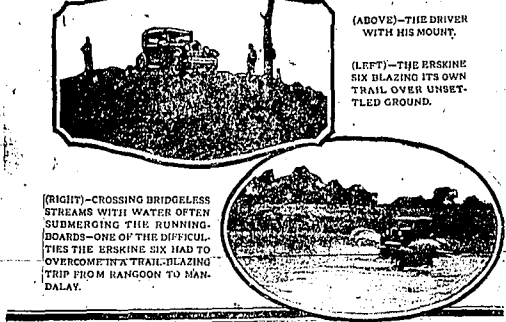 (ABOVE)—THE DRIVER
WITH HIS MOUNT.
(LEFT)—THE ERSKINE
SIX BLAZING ITS OWN
TRAIL OVER UNSET-
TLED GROUND.
(RIGHT)—CROSSING BRIDGELESS
STREAMS WITH WATER OFTEN
SUBMERGING THE RUNNING-
BOARDS—ONE OF THE DIFFICUL-
TIES THE ERSKINE SIX HAD TO
OVERCOME IN A TRAIL-BLAZING
TRIP FROM RANGOON TO MAN-
DALAY.